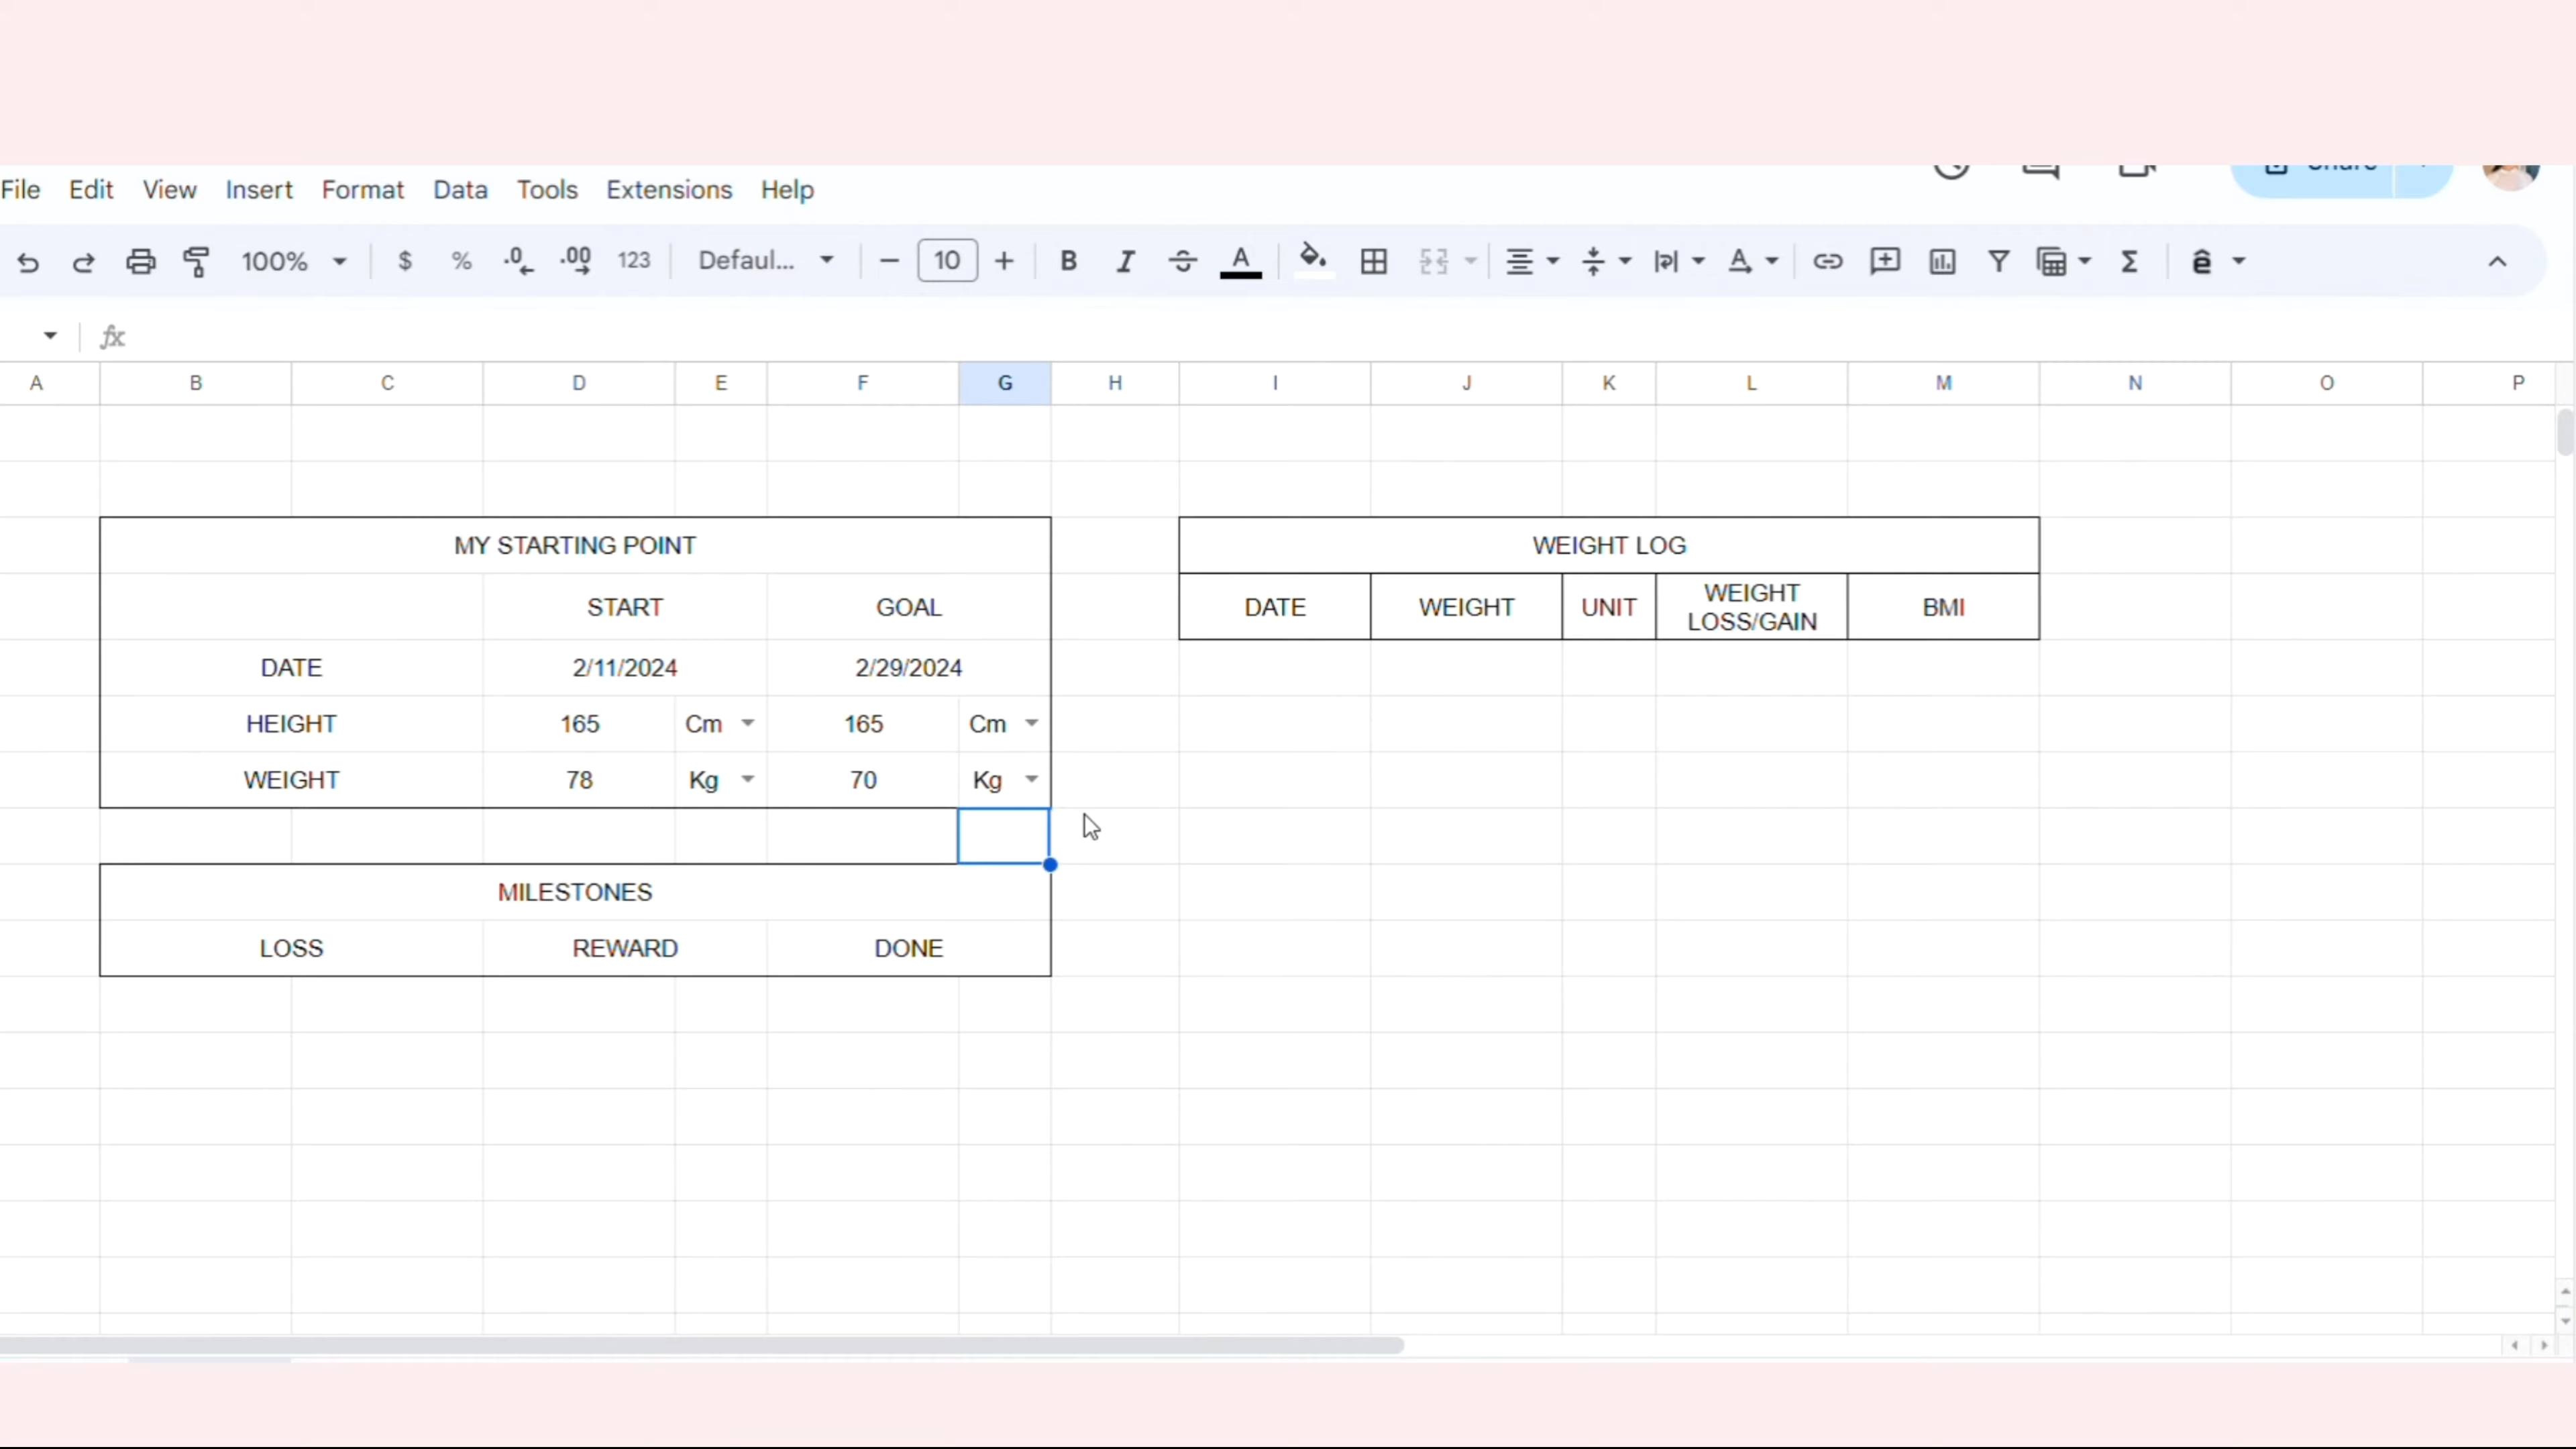 File Edit View Insert Format Data Tools Extensions Help
100% $ % .0 .00 123 Defaul... 10 B I A A Σ ê
fx
A B C D E F G H I J K L M N O P
MY STARTING POINT
START GOAL
DATE 2/11/2024 2/29/2024
HEIGHT 165 Cm 165 Cm
WEIGHT 78 Kg 70 Kg
MILESTONES
LOSS REWARD DONE
WEIGHT LOG
DATE WEIGHT UNIT WEIGHT
LOSS/GAIN BMI